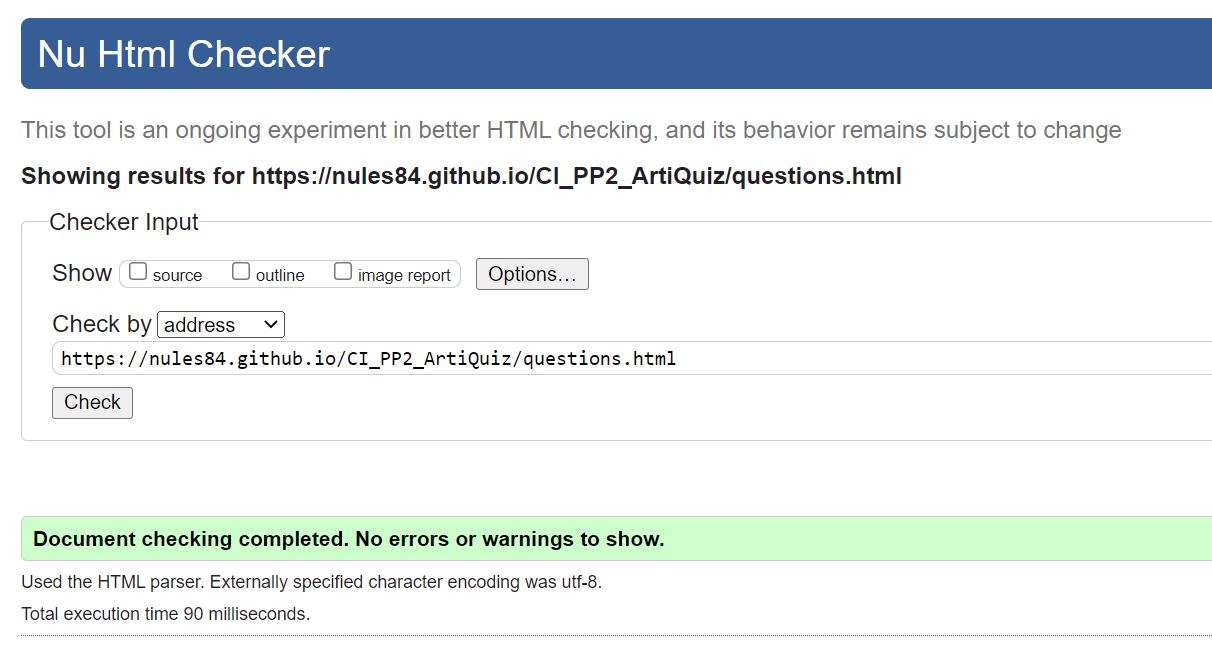 Nu Html Checker
This tool is an ongoing experiment in better HTML checking, and its behavior remains subject to change
Showing results for https://nules84.github.io/CI_PP2_ArtiQuiz/questions.html
Checker Input
Show source outline image report Options...
Check by address
https://nules84.github.io/CI_PP2_ArtiQuiz/questions.html
Check
Document checking completed. No errors or warnings to show.
Used the HTML parser. Externally specified character encoding was utf-8.
Total execution time 90 milliseconds.